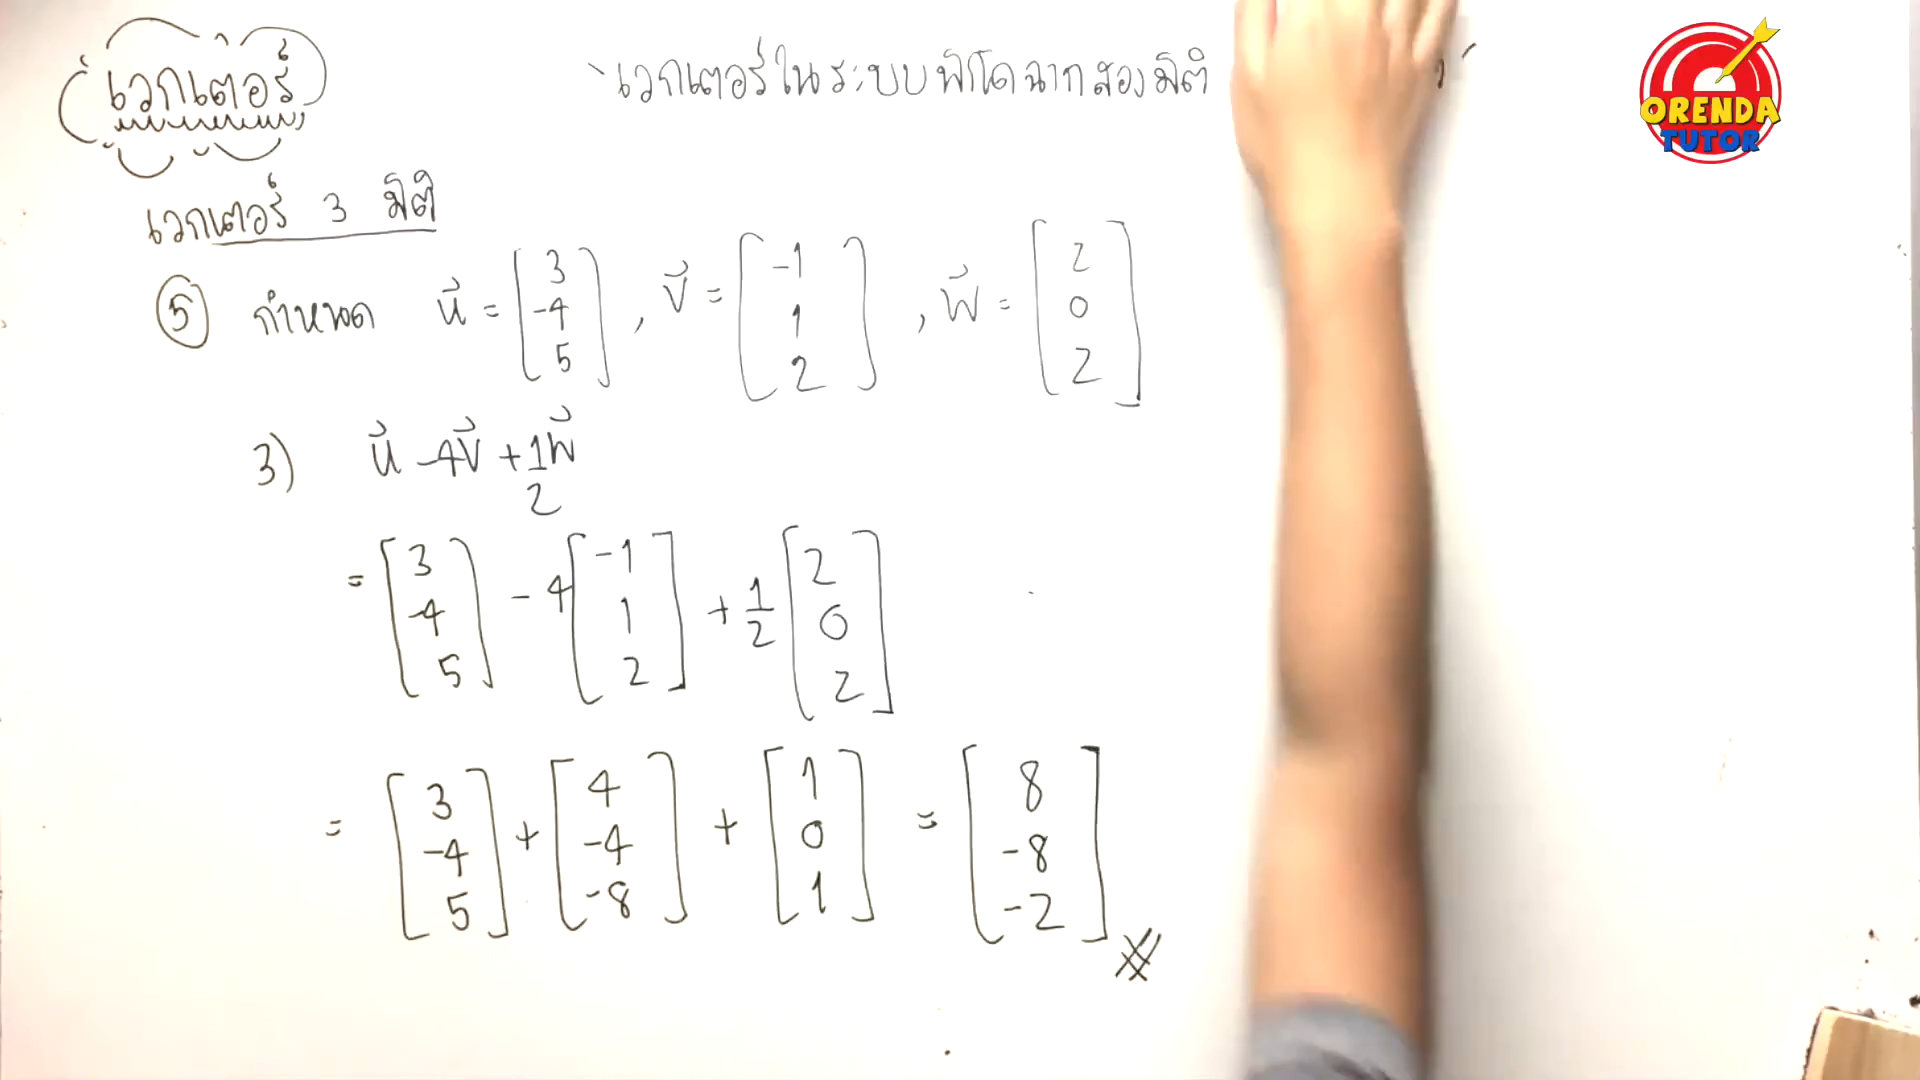 เวกเตอร์
"เวกเตอร์ในระบบพิกัดฉากสองมิติ
ORENDA
TUTOR
เวกเตอร์ 3 มิติ
⑤ กำหนด ū = [3 -4 5], v̄ = [-1 1 2], w̄ = [2 0 2]
3) ū - 4v̄ + 1/2 w̄
= [3 -4 5] - 4[-1 1 2] + 1/2 [2 0 2]
= [3 -4 5] + [4 -4 -8] + [1 0 1] = [8 -8 -2]